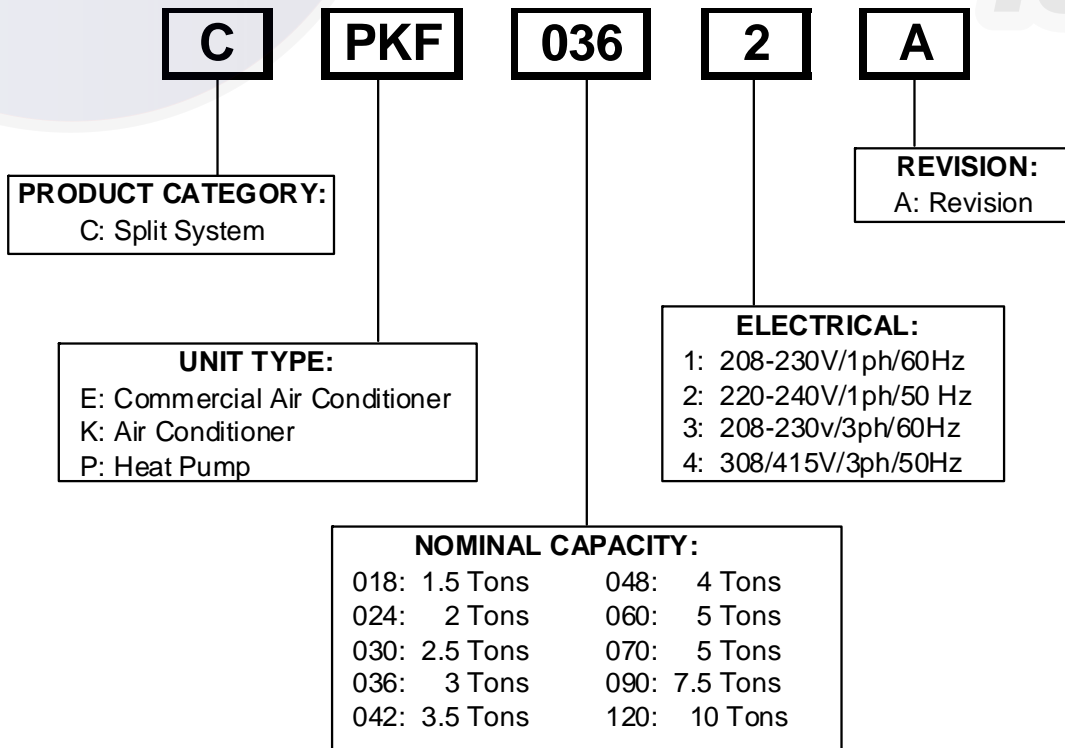 C PKF 036 2 A
PRODUCT CATEGORY:
C: Split System
REVISION:
A: Revision
UNIT TYPE:
E: Commercial Air Conditioner
K: Air Conditioner
P: Heat Pump
ELECTRICAL:
1: 208-230V/1ph/60Hz
2: 220-240V/1ph/50 Hz
3: 208-230v/3ph/60Hz
4: 308/415V/3ph/50Hz
NOMINAL CAPACITY:
018: 1.5 Tons 048: 4 Tons
024: 2 Tons 060: 5 Tons
030: 2.5 Tons 070: 5 Tons
036: 3 Tons 090: 7.5 Tons
042: 3.5 Tons 120: 10 Tons